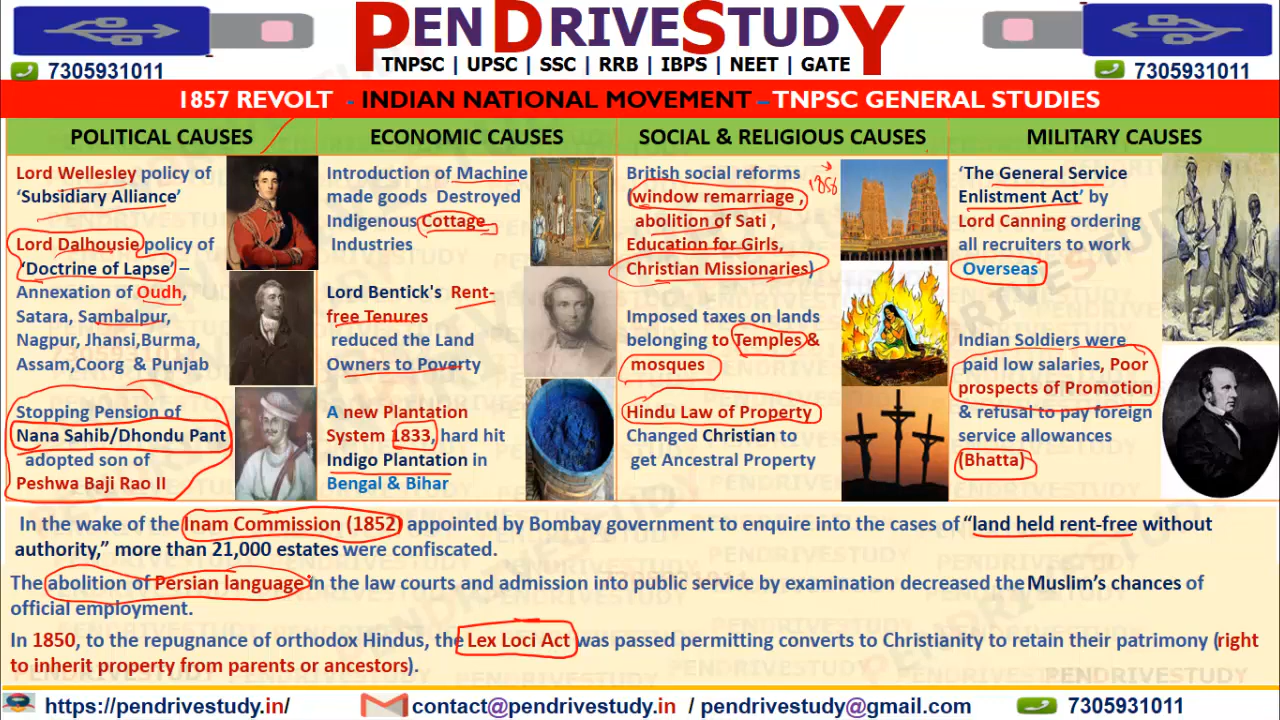 PENDRIVESTUDY
TNPSC | UPSC | SSC | RRB | IBPS | NEET | GATE
7305931011
7305931011
1857 REVOLT - INDIAN NATIONAL MOVEMENT – TNPSC GENERAL STUDIES
POLITICAL CAUSES
Lord Wellesley policy of
‘Subsidiary Alliance’
Lord Dalhousie policy of
‘Doctrine of Lapse’ –
Annexation of Oudh,
Satara, Sambalpur,
Nagpur, Jhansi,Burma,
Assam,Coorg & Punjab
Stopping Pension of
Nana Sahib/Dhondu Pant
adopted son of
Peshwa Baji Rao II
ECONOMIC CAUSES
Introduction of Machine
made goods Destroyed
Indigenous Cottage
Industries
Lord Bentick's Rent-
free Tenures
reduced the Land
Owners to Poverty
A new Plantation
System 1833, hard hit
Indigo Plantation in
Bengal & Bihar
SOCIAL & RELIGIOUS CAUSES
British social reforms
(window remarriage ,
1856
abolition of Sati ,
Education for Girls,
Christian Missionaries)
Imposed taxes on lands
belonging to Temples &
mosques
Hindu Law of Property
Changed Christian to
get Ancestral Property
MILITARY CAUSES
‘The General Service
Enlistment Act’ by
Lord Canning ordering
all recruiters to work
Overseas
Indian Soldiers were
paid low salaries, Poor
prospects of Promotion
& refusal to pay foreign
service allowances
(Bhatta)
In the wake of the Inam Commission (1852) appointed by Bombay government to enquire into the cases of “land held rent-free without
authority,” more than 21,000 estates were confiscated.
The abolition of Persian language in the law courts and admission into public service by examination decreased the Muslim’s chances of
official employment.
In 1850, to the repugnance of orthodox Hindus, the Lex Loci Act was passed permitting converts to Christianity to retain their patrimony (right
to inherit property from parents or ancestors).
https://pendrivestudy.in/
contact@pendrivestudy.in / pendrivestudy@gmail.com
7305931011